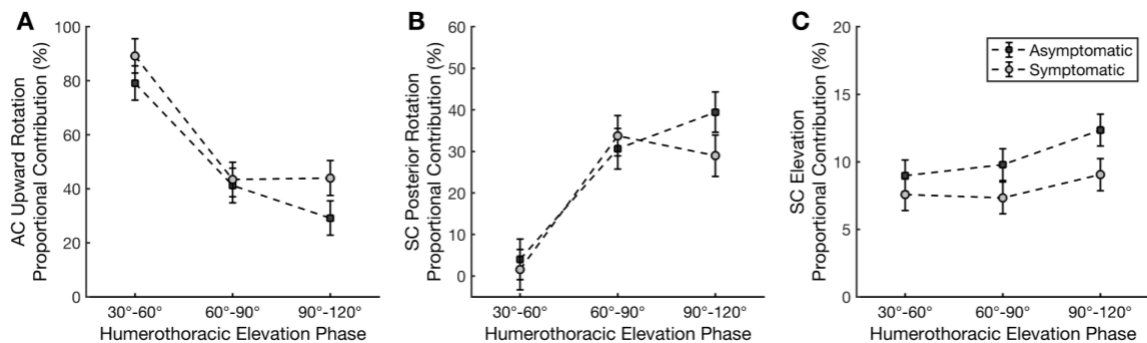 A
AC Upward Rotation
Proportional Contribution (%)
100
80
60
40
20
0
30°-60°
60°-90°
90°-120°
Humerothoracic Elevation Phase
B
SC Posterior Rotation
Proportional Contribution (%)
60
50
40
30
20
10
0
30°-60°
60°-90°
90°-120°
Humerothoracic Elevation Phase
C
SC Elevation
Proportional Contribution (%)
20
15
10
5
0
Asymptomatic
Symptomatic
30°-60°
60°-90°
90°-120°
Humerothoracic Elevation Phase